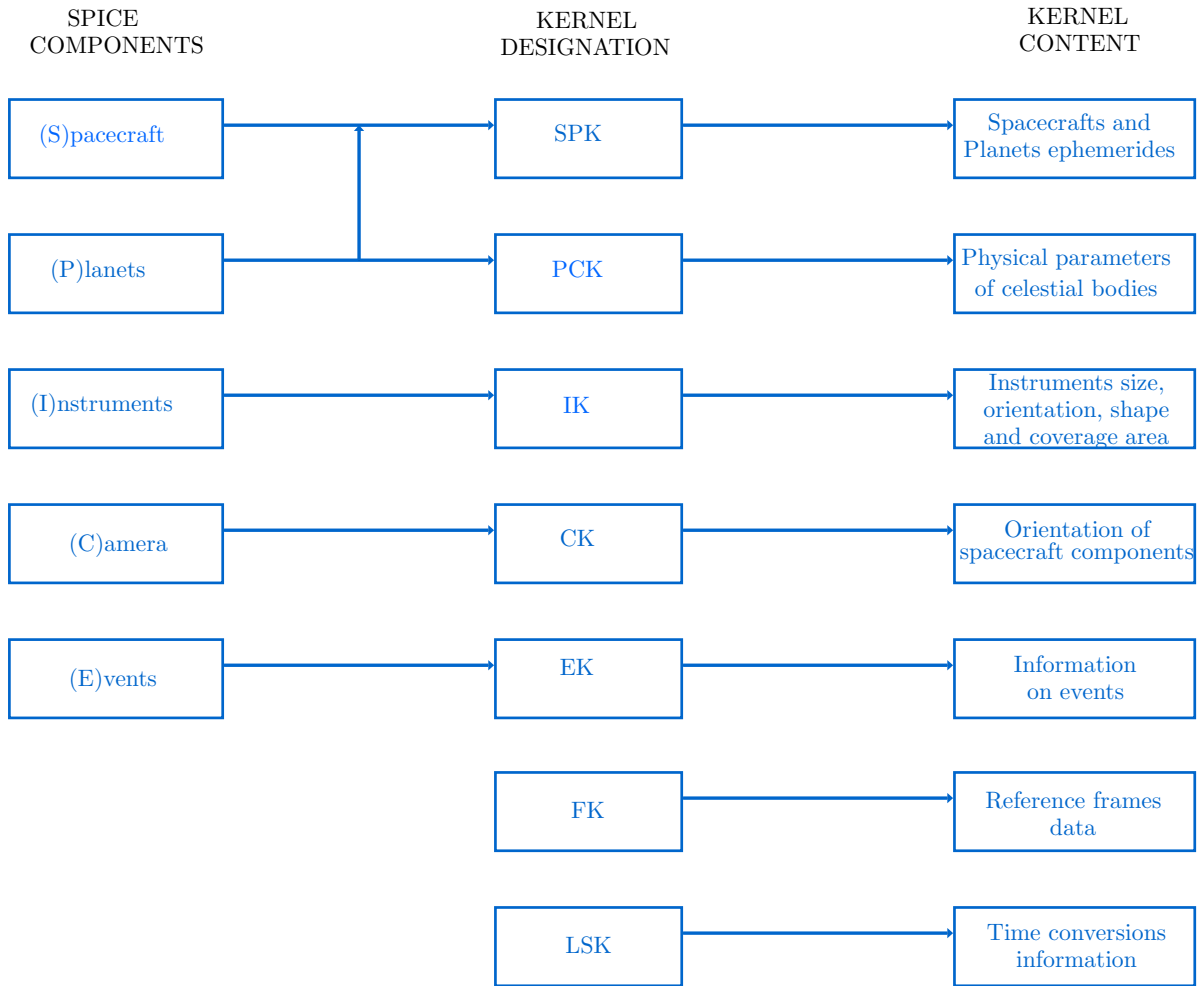 SPICE
COMPONENTS
KERNEL
DESIGNATION
KERNEL
CONTENT
(S)pacecraft
SPK
Spacecrafts and
Planets ephemerides
(P)lanets
PCK
Physical parameters
of celestial bodies
(I)nstruments
IK
Instruments size,
orientation, shape
and coverage area
(C)amera
CK
Orientation of
spacecraft components
(E)vents
EK
Information
on events
FK
Reference frames
data
LSK
Time conversions
information